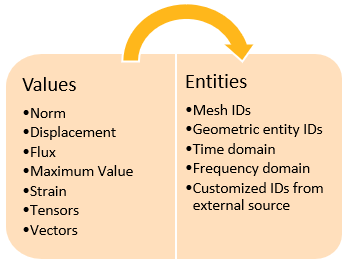 Values
•Norm
•Displacement
•Flux
•Maximum Value
•Strain
•Tensors
•Vectors
Entities
•Mesh IDs
•Geometric entity IDs
•Time domain
•Frequency domain
•Customized IDs from
external source